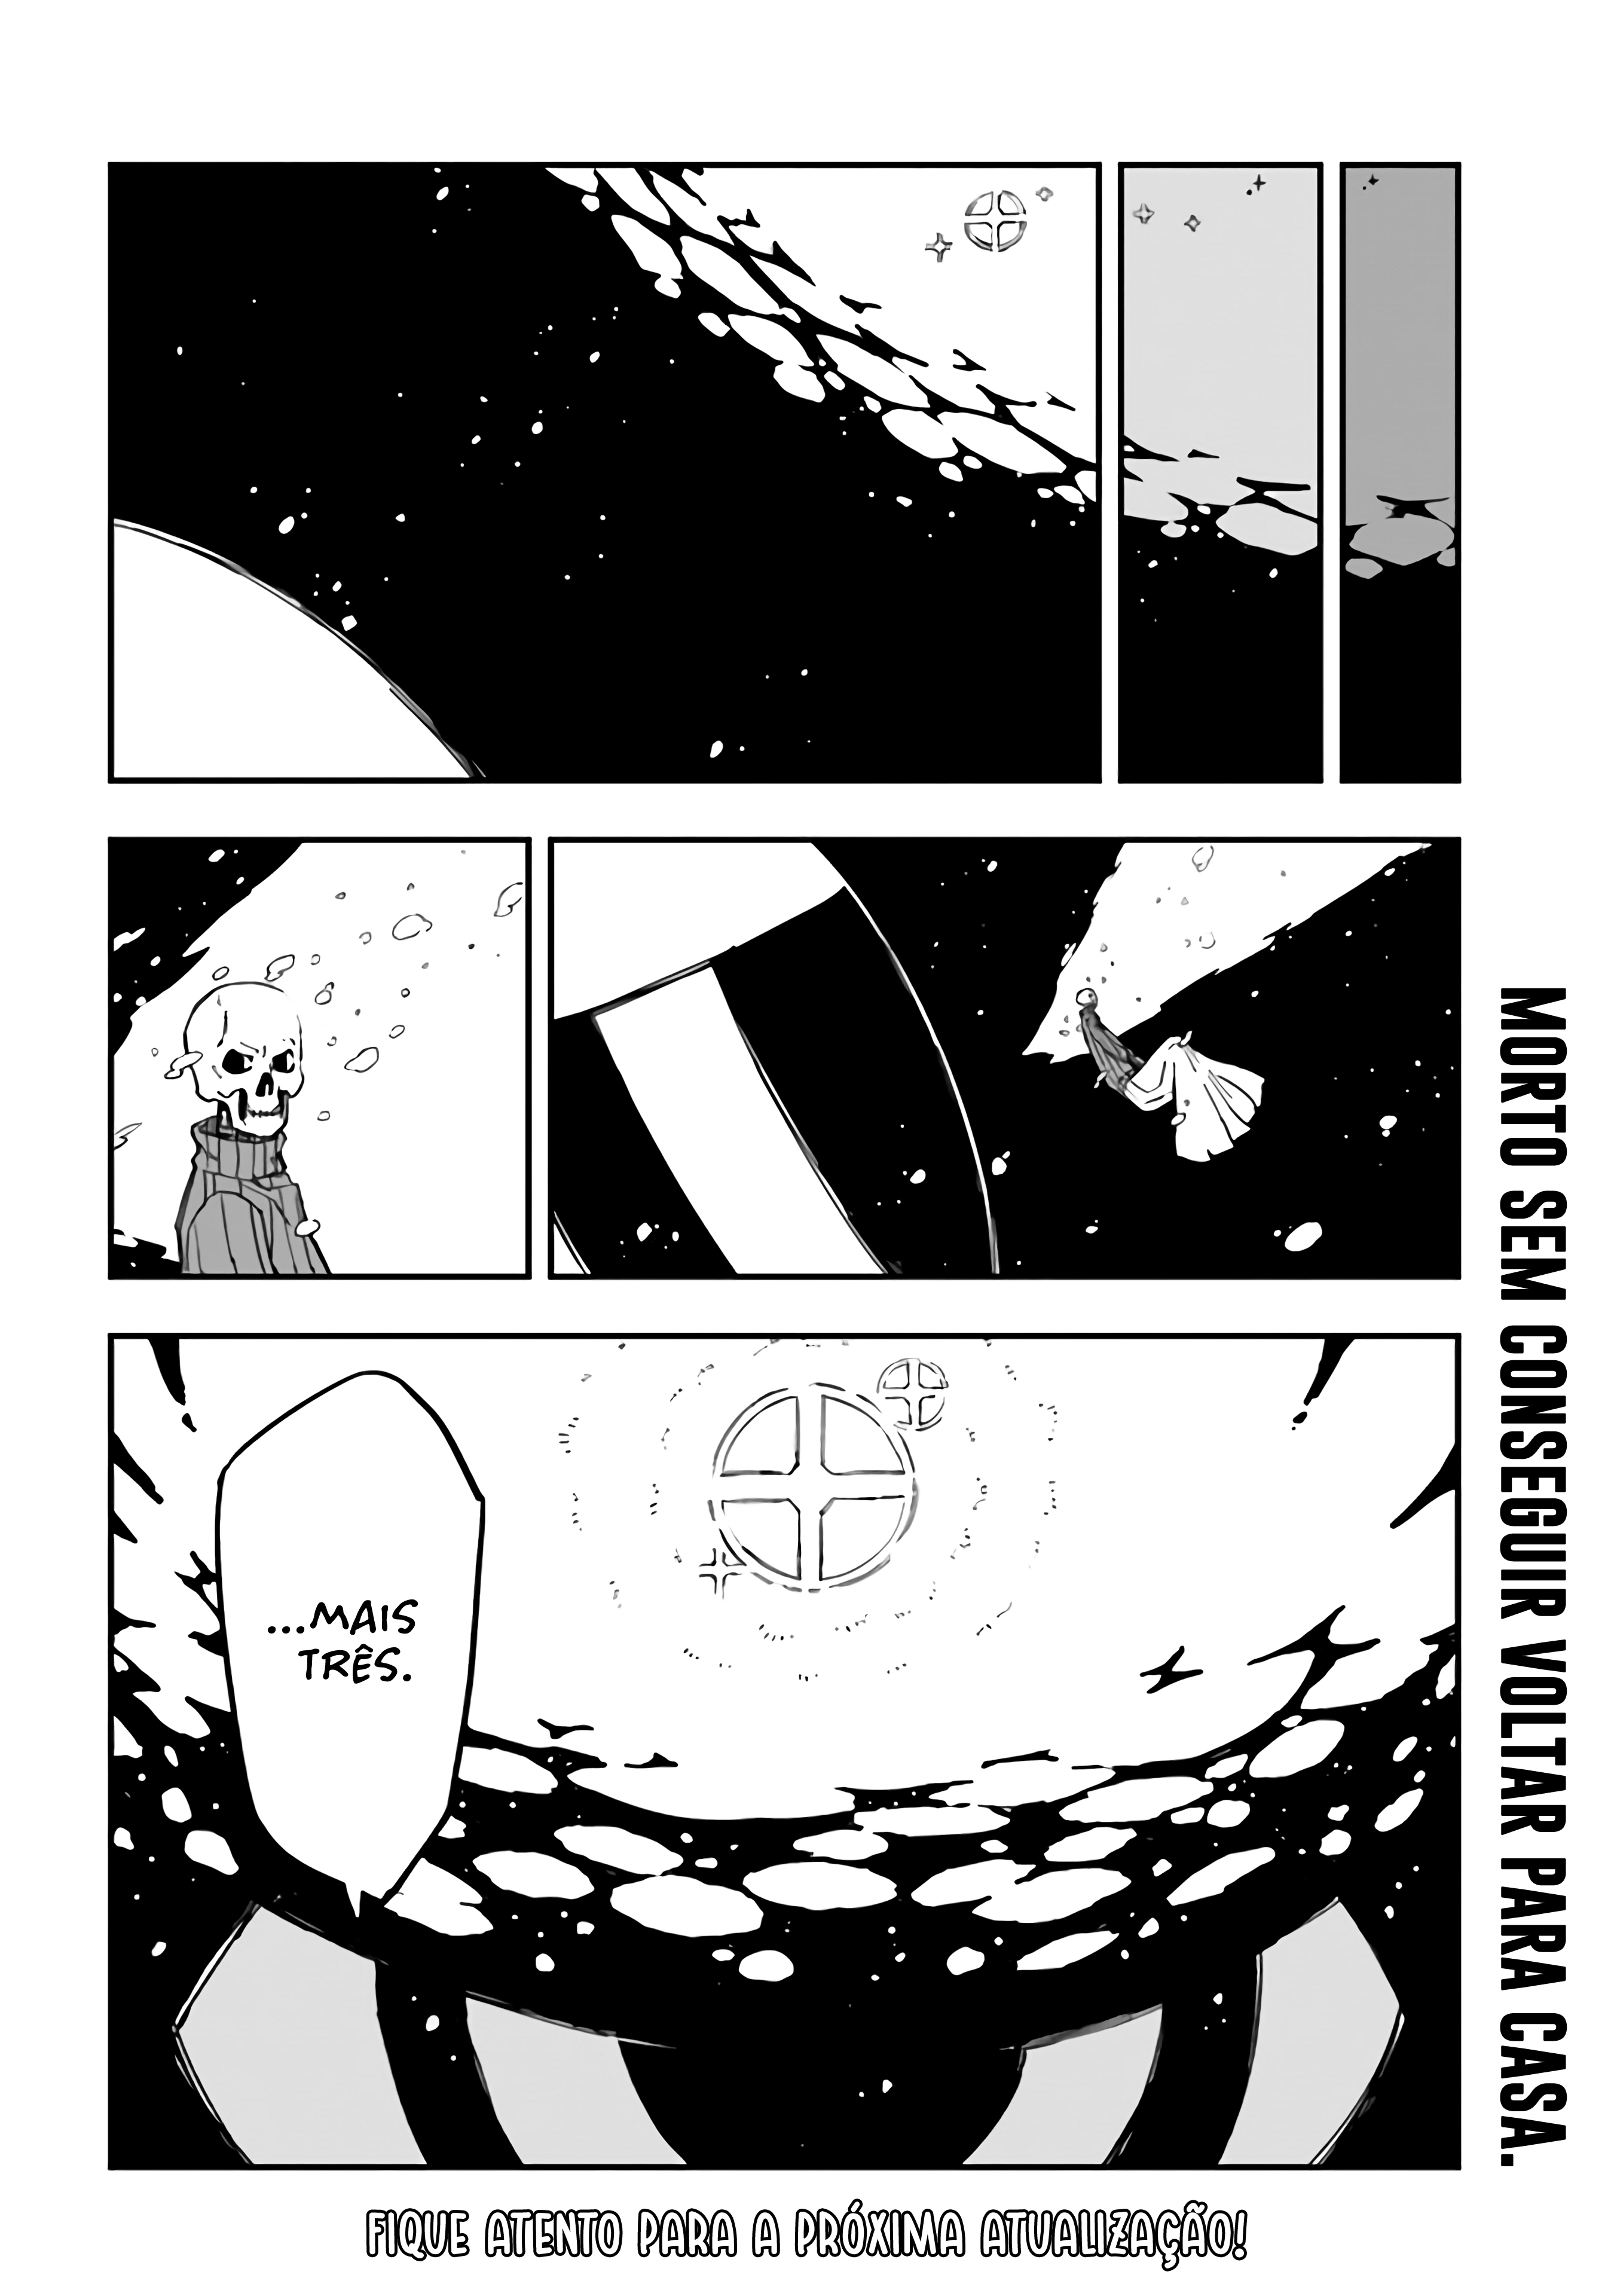 ...MAIS
TRÊS.
MORTO SEM CONSEGUIR VOLTAR PARA CASA.
FIQUE ATENTO PARA A PRÓXIMA ATUALIZAÇÃO!